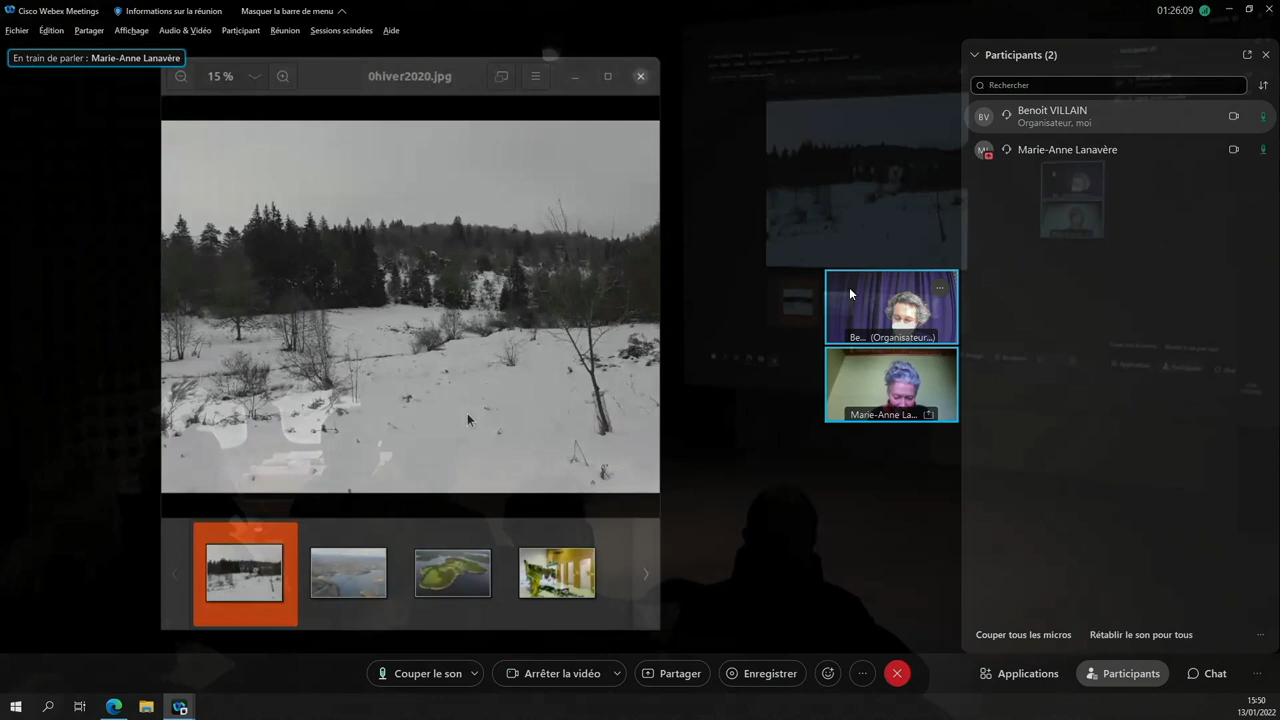 Cisco Webex Meetings
Informations sur la réunion
Masquer la barre de menu
01:26:09
Fichier
Édition
Partager
Affichage
Audio & Vidéo
Participant
Réunion
Sessions scindées
Aide
En train de parler : Marie-Anne Lanavère
15 %
0hiver2020.jpg
Participants (2)
Rechercher
BV
Benoit VILLAIN
Organisateur, moi
Marie-Anne Lanavère
Be... (Organisateur...)
Marie-Anne La...
Couper tous les micros
Rétablir le son pour tous
Couper le son
Arrêter la vidéo
Partager
Enregistrer
Applications
Participants
Chat
15:50
13/01/2022